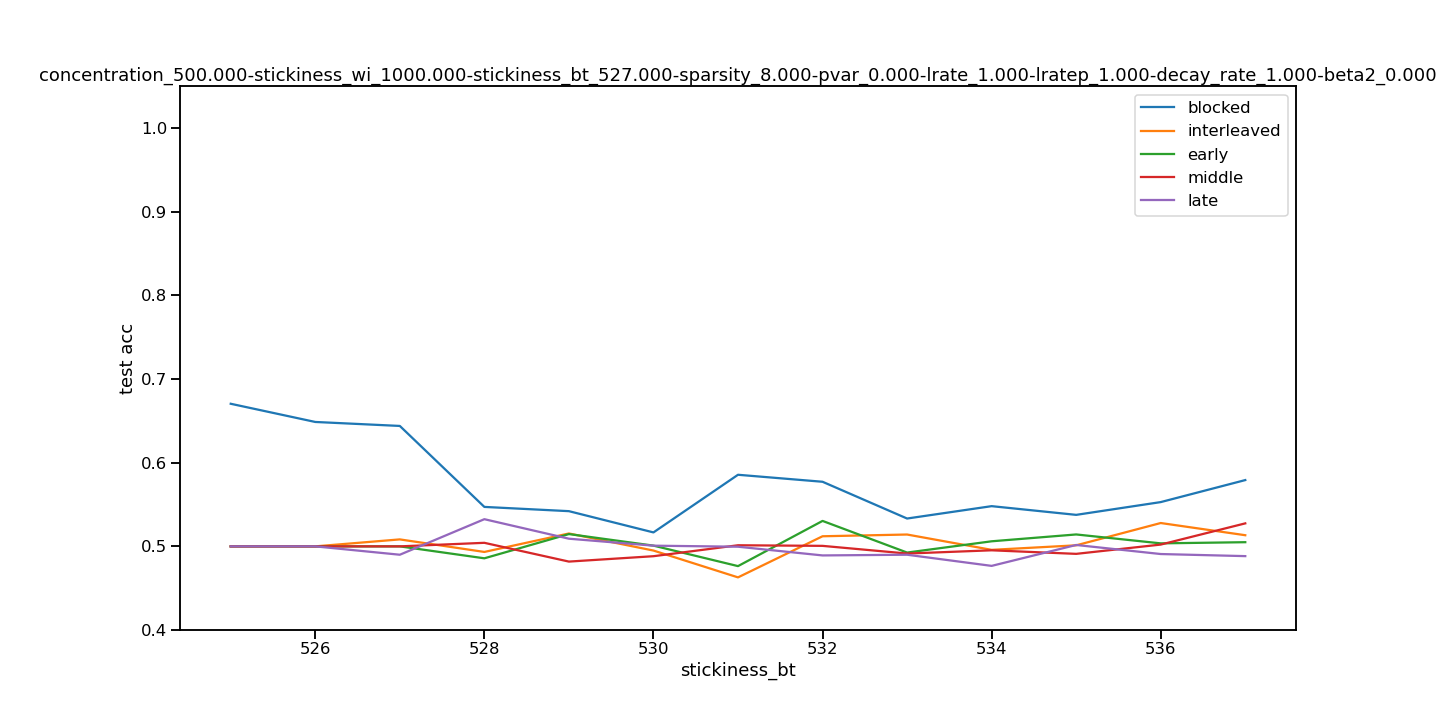 concentration_500.000-stickiness_wi_1000.000-stickiness_bt_527.000-sparsity_8.000-pvar_0.000-lrate_1.000-lratep_1.000-decay_rate_1.000-beta2_0.000
blocked
interleaved
early
middle
late
1.0
0.9
0.8
0.7
0.6
0.5
0.4
test acc
526 528 530 532 534 536
stickiness_bt